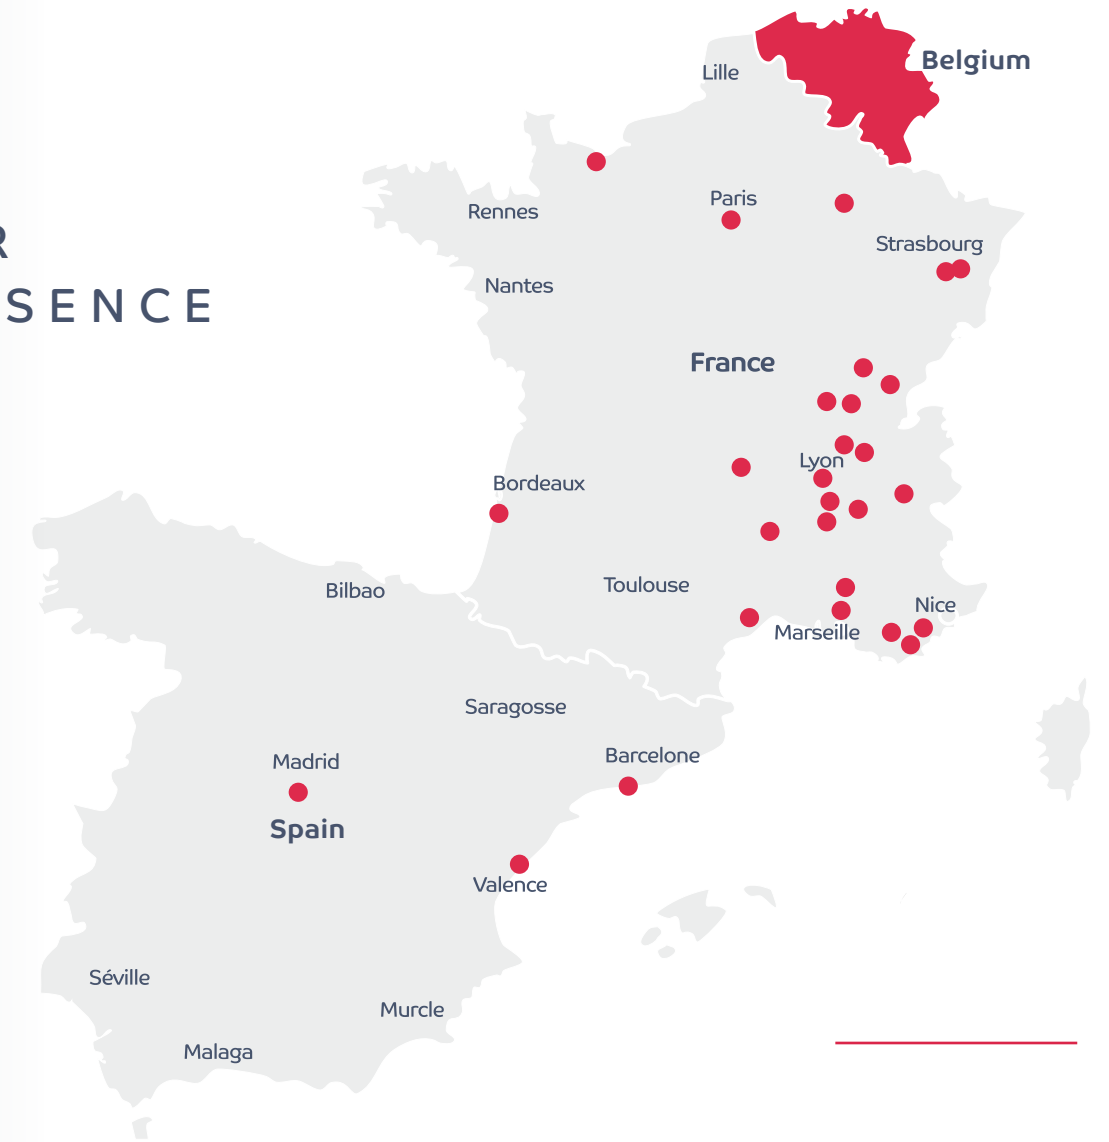 Belgium
Lille
Paris
Rennes
Strasbourg
Nantes
R
SENCE
France
Lyon
Bordeaux
Toulouse
Bilbao
Nice
Marseille
Saragosse
Barcelone
Madrid
Spain
Valence
Séville
Murcle
Malaga